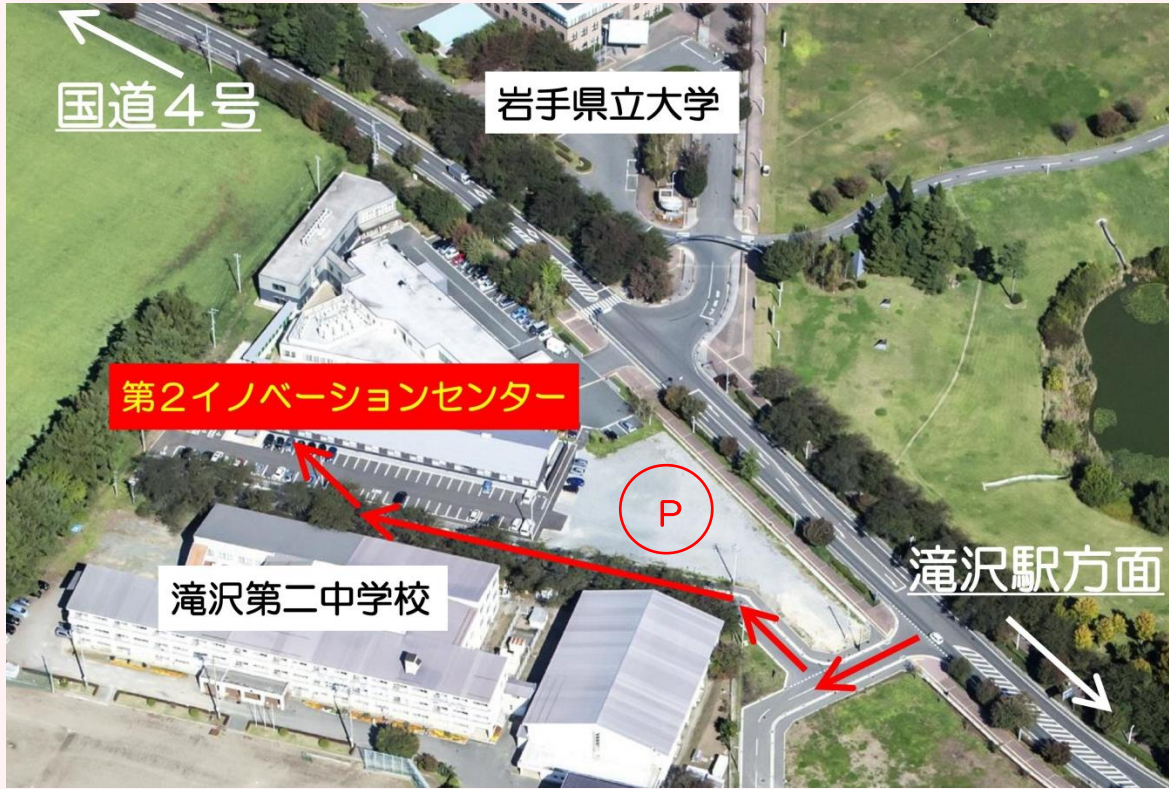 国道４号
岩手県立大学
第２イノベーションセンター
P
滝沢駅方面
滝沢第二中学校